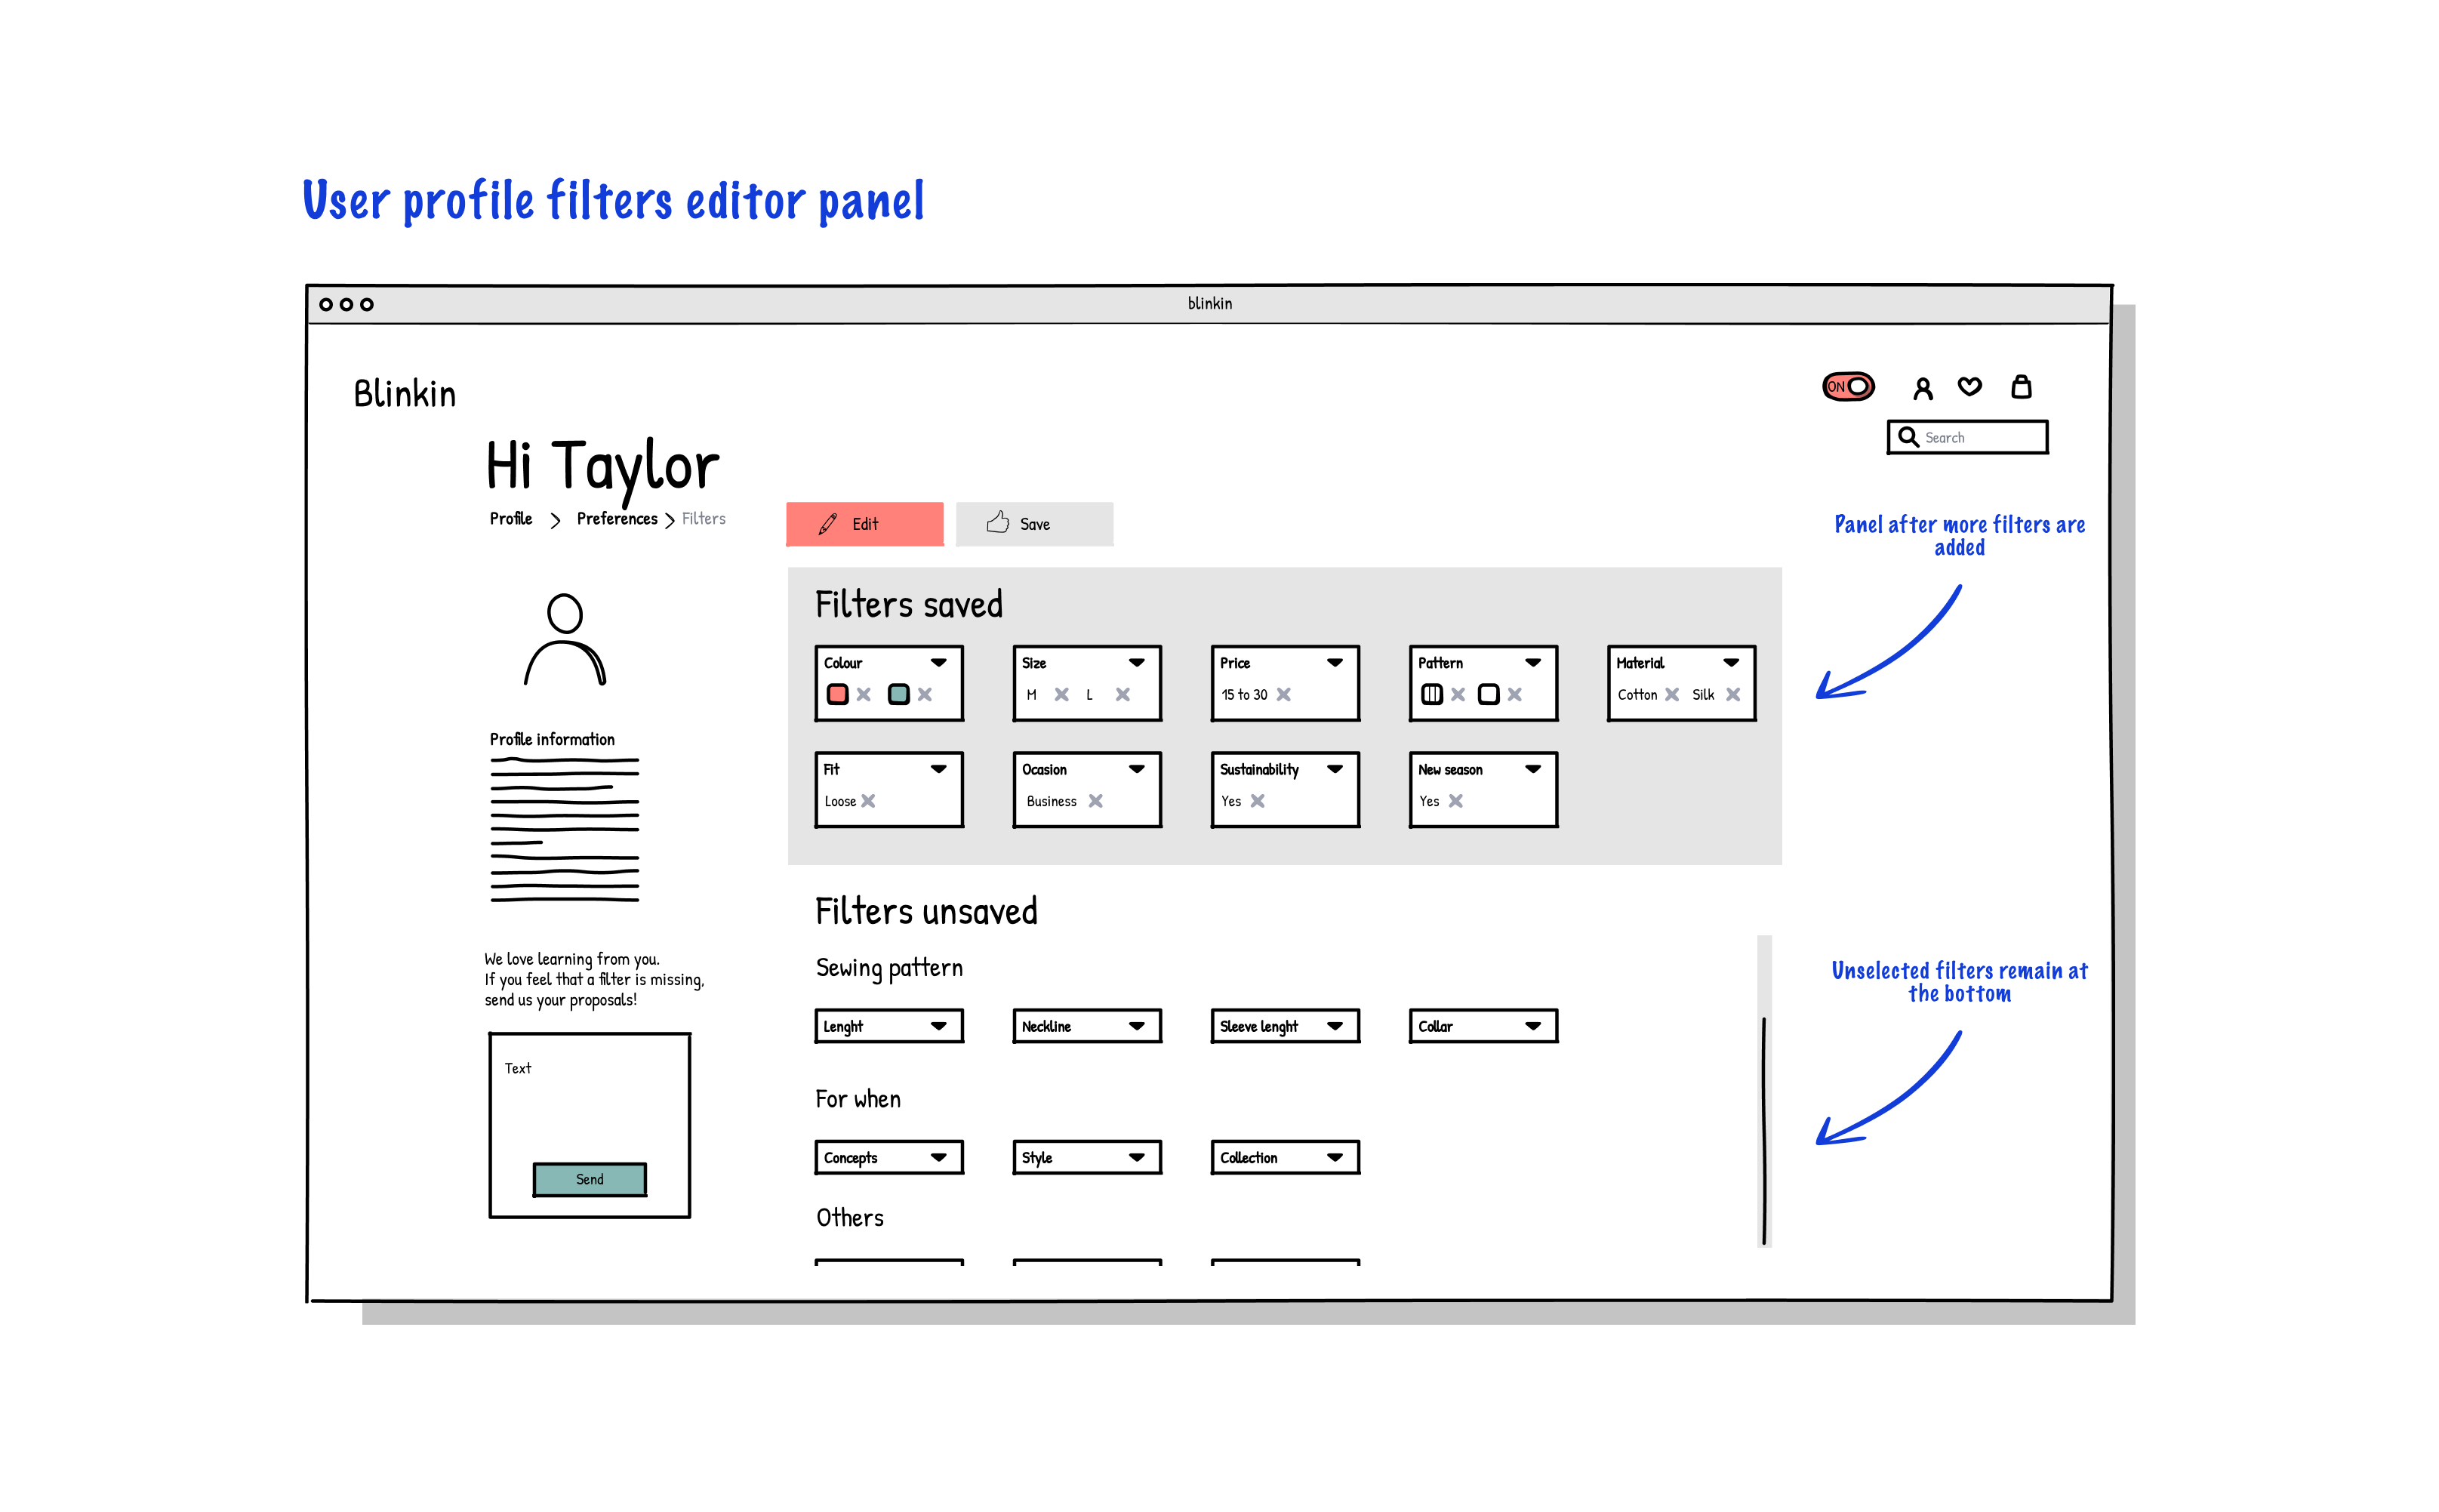 User profile filters editor panel
blinkin
Blinkin
ON
Search
Hi Taylor
Profile Preferences Filters
Edit Save
Panel after more filters are
added
Filters saved
Colour Size Price Pattern Material
M L 15 to 30 Cotton Silk
Fit Ocasion Sustainability New season
Loose Business Yes Yes
Profile information
We love learning from you.
If you feel that a filter is missing,
send us your proposals!
Text
Send
Filters unsaved
Sewing pattern
Lenght Neckline Sleeve lenght Collar
For when
Concepts Style Collection
Others
Unselected filters remain at
the bottom